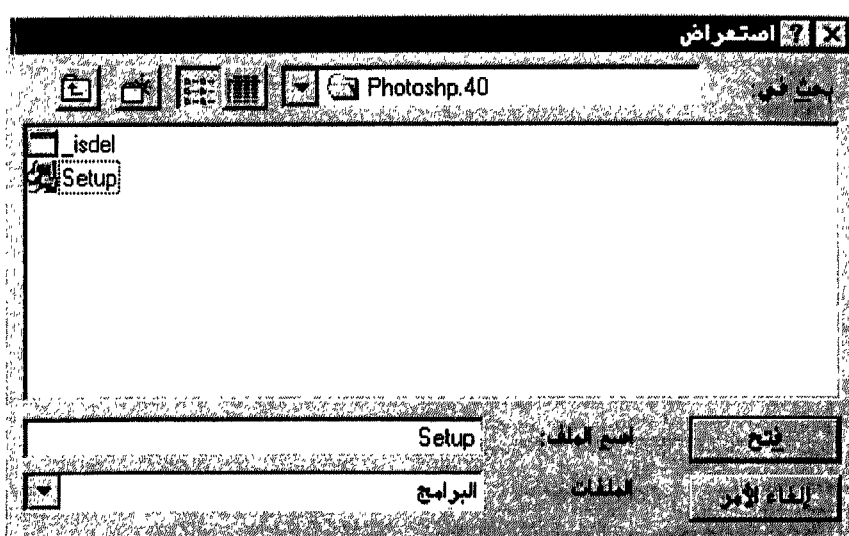 استعراض
بحث في: Photoshp.40
_isdel
Setup
اسم الملف: Setup
فتح
الملفات البرامج
إلغاء الأمر